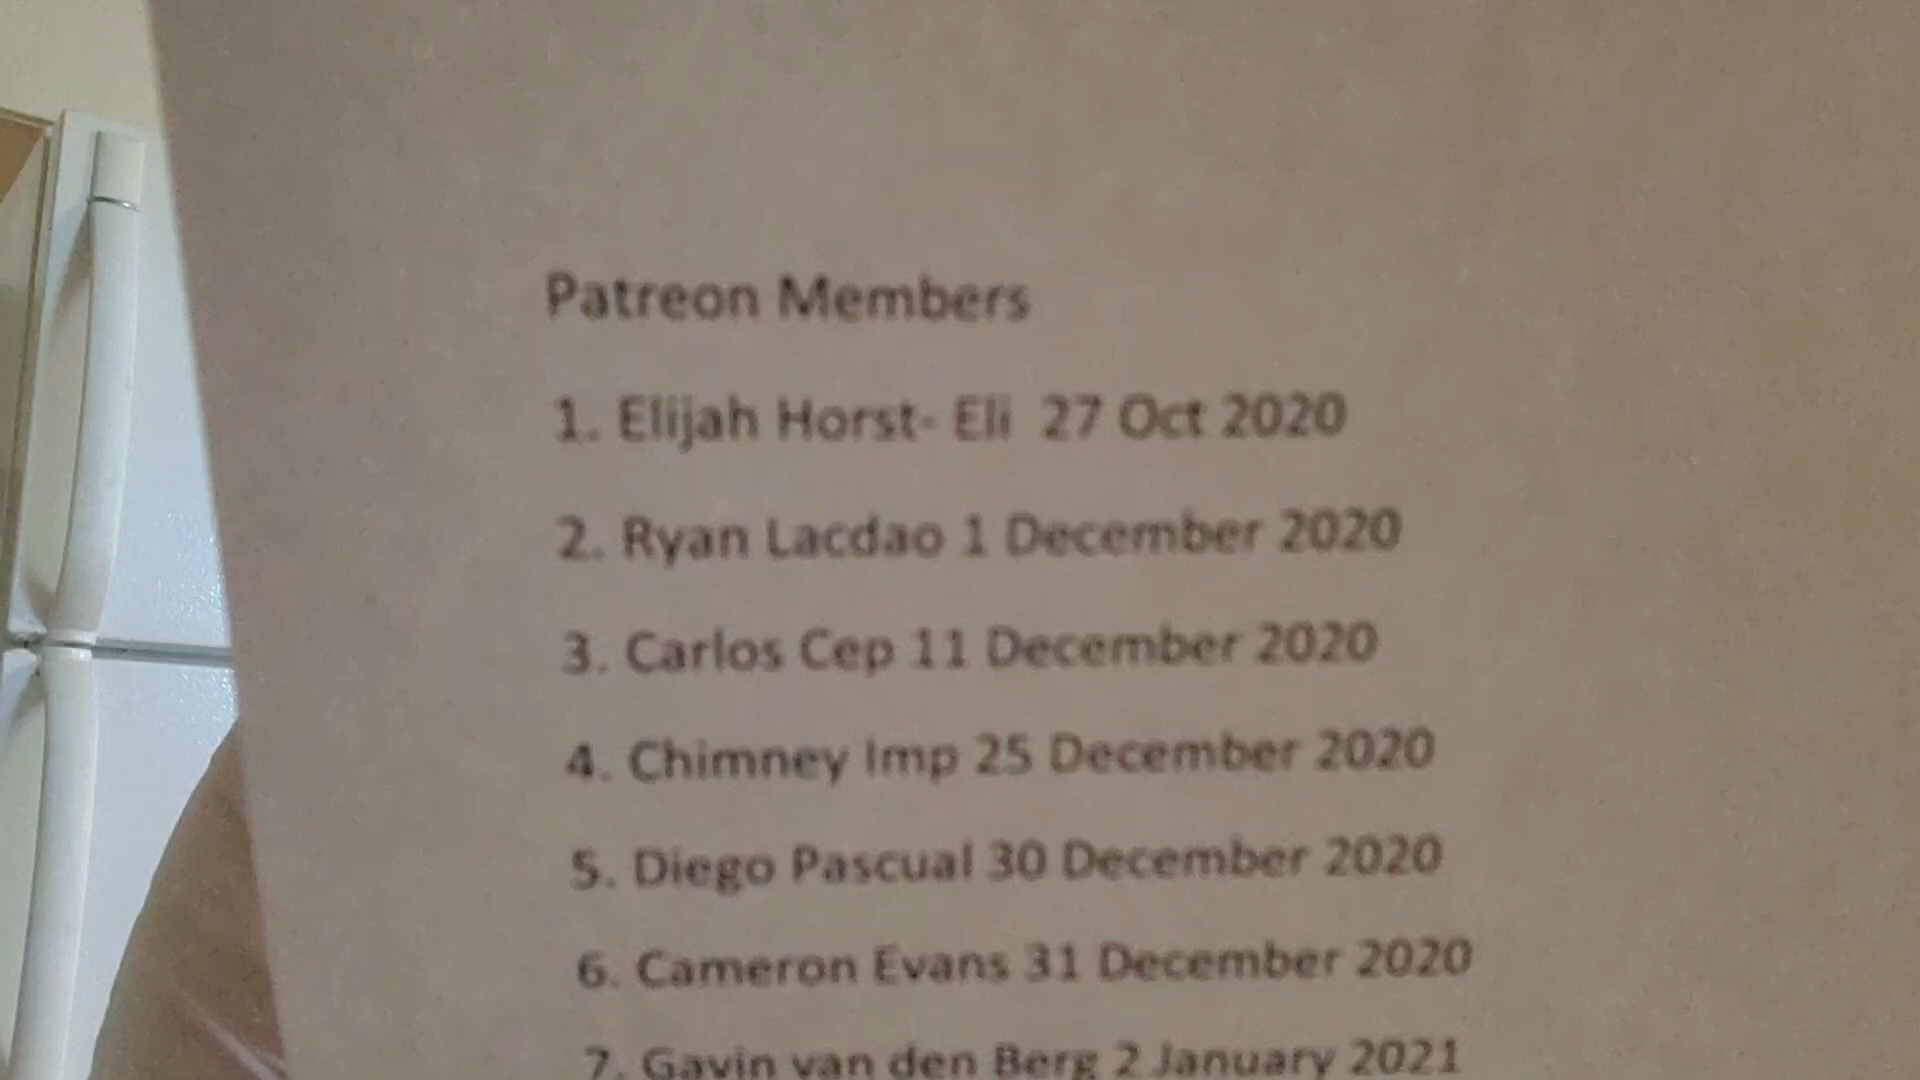 Patreon Members
1. Elijah Horst- Eli 27 Oct 2020
2. Ryan Lacdao 1 December 2020
3. Carlos Cep 11 December 2020
4. Chimney Imp 25 December 2020
5. Diego Pascual 30 December 2020
6. Cameron Evans 31 December 2020
7. Gavin van den Berg 2 January 2021